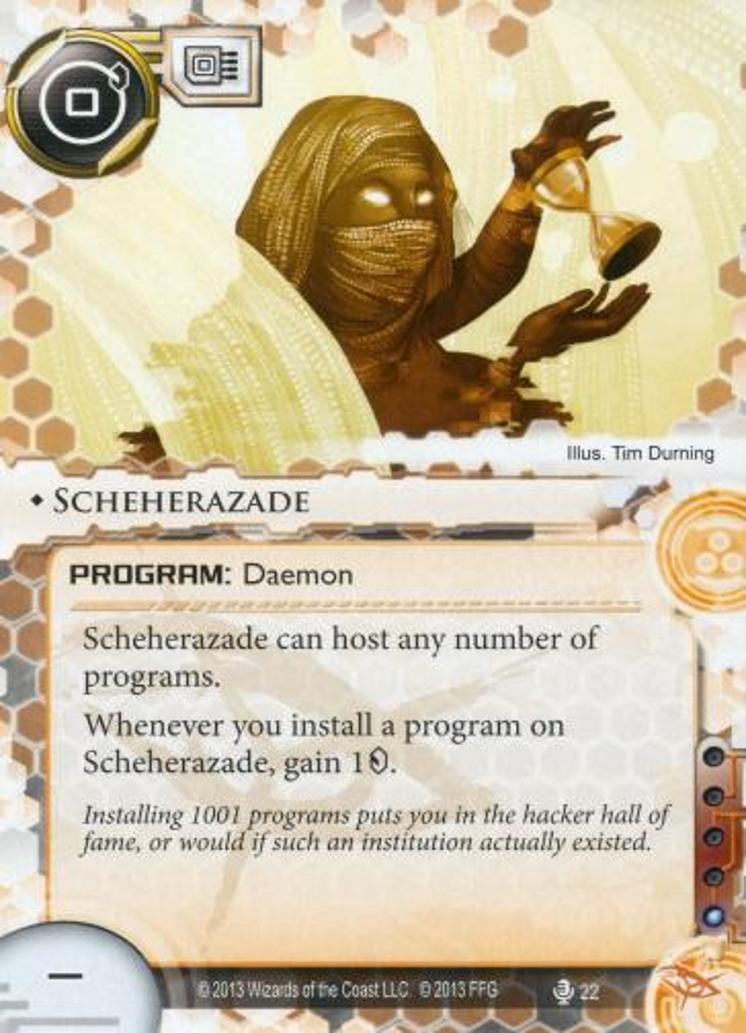 Illus. Tim Durning
◆ SCHEHERAZADE
PROGRAM: Daemon
Scheherazade can host any number of
programs.
Whenever you install a program on
Scheherazade, gain 1.
Installing 1001 programs puts you in the hacker hall of
fame, or would if such an institution actually existed.
–
© 2013 Wizards of the Coast LLC. © 2013 FFG
22